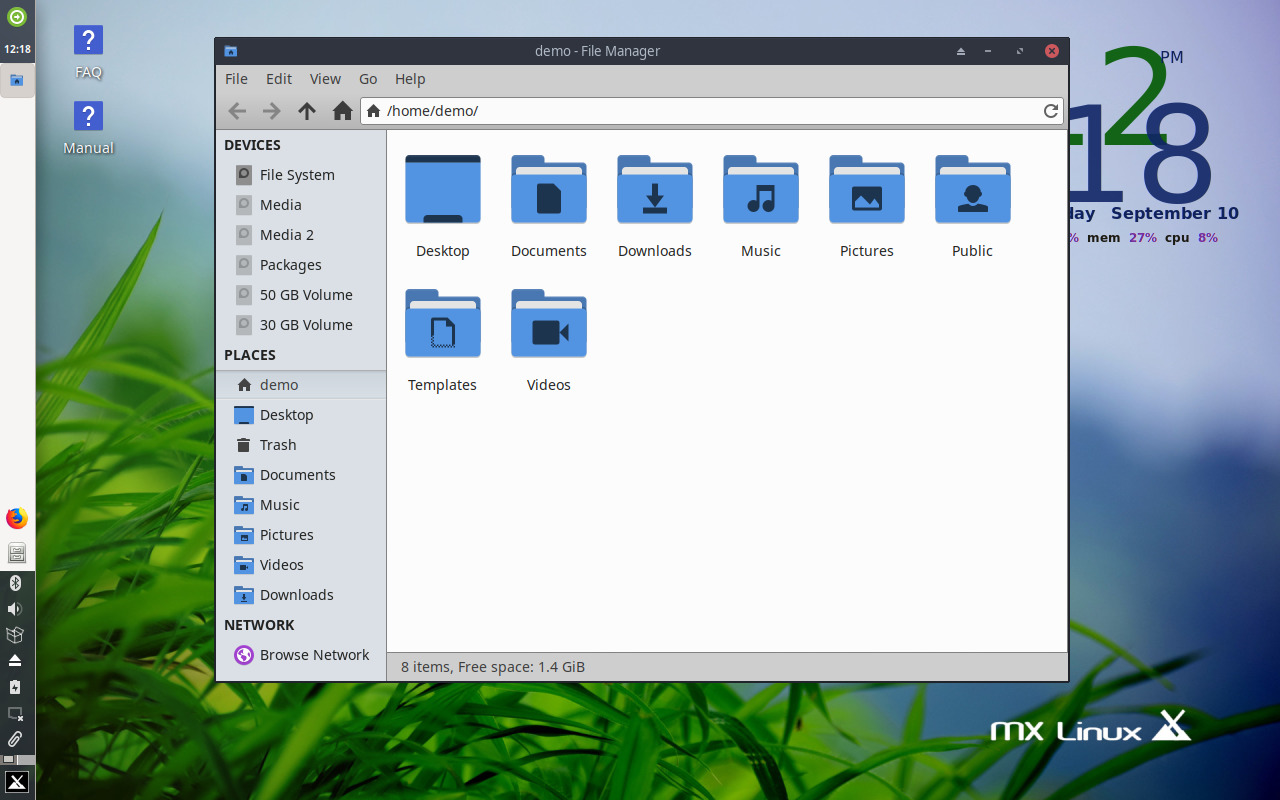 12:18
FAQ
Manual
demo - File Manager
File Edit View Go Help
/home/demo/
DEVICES
File System
Media
Media 2
Packages
50 GB Volume
30 GB Volume
PLACES
demo
Desktop
Trash
Documents
Music
Pictures
Videos
Downloads
NETWORK
Browse Network
Desktop Documents Downloads Music Pictures Public
Templates Videos
8 items, Free space: 1.4 GiB
2 PM
18
September 10
% mem 27% cpu 8%
MX Linux